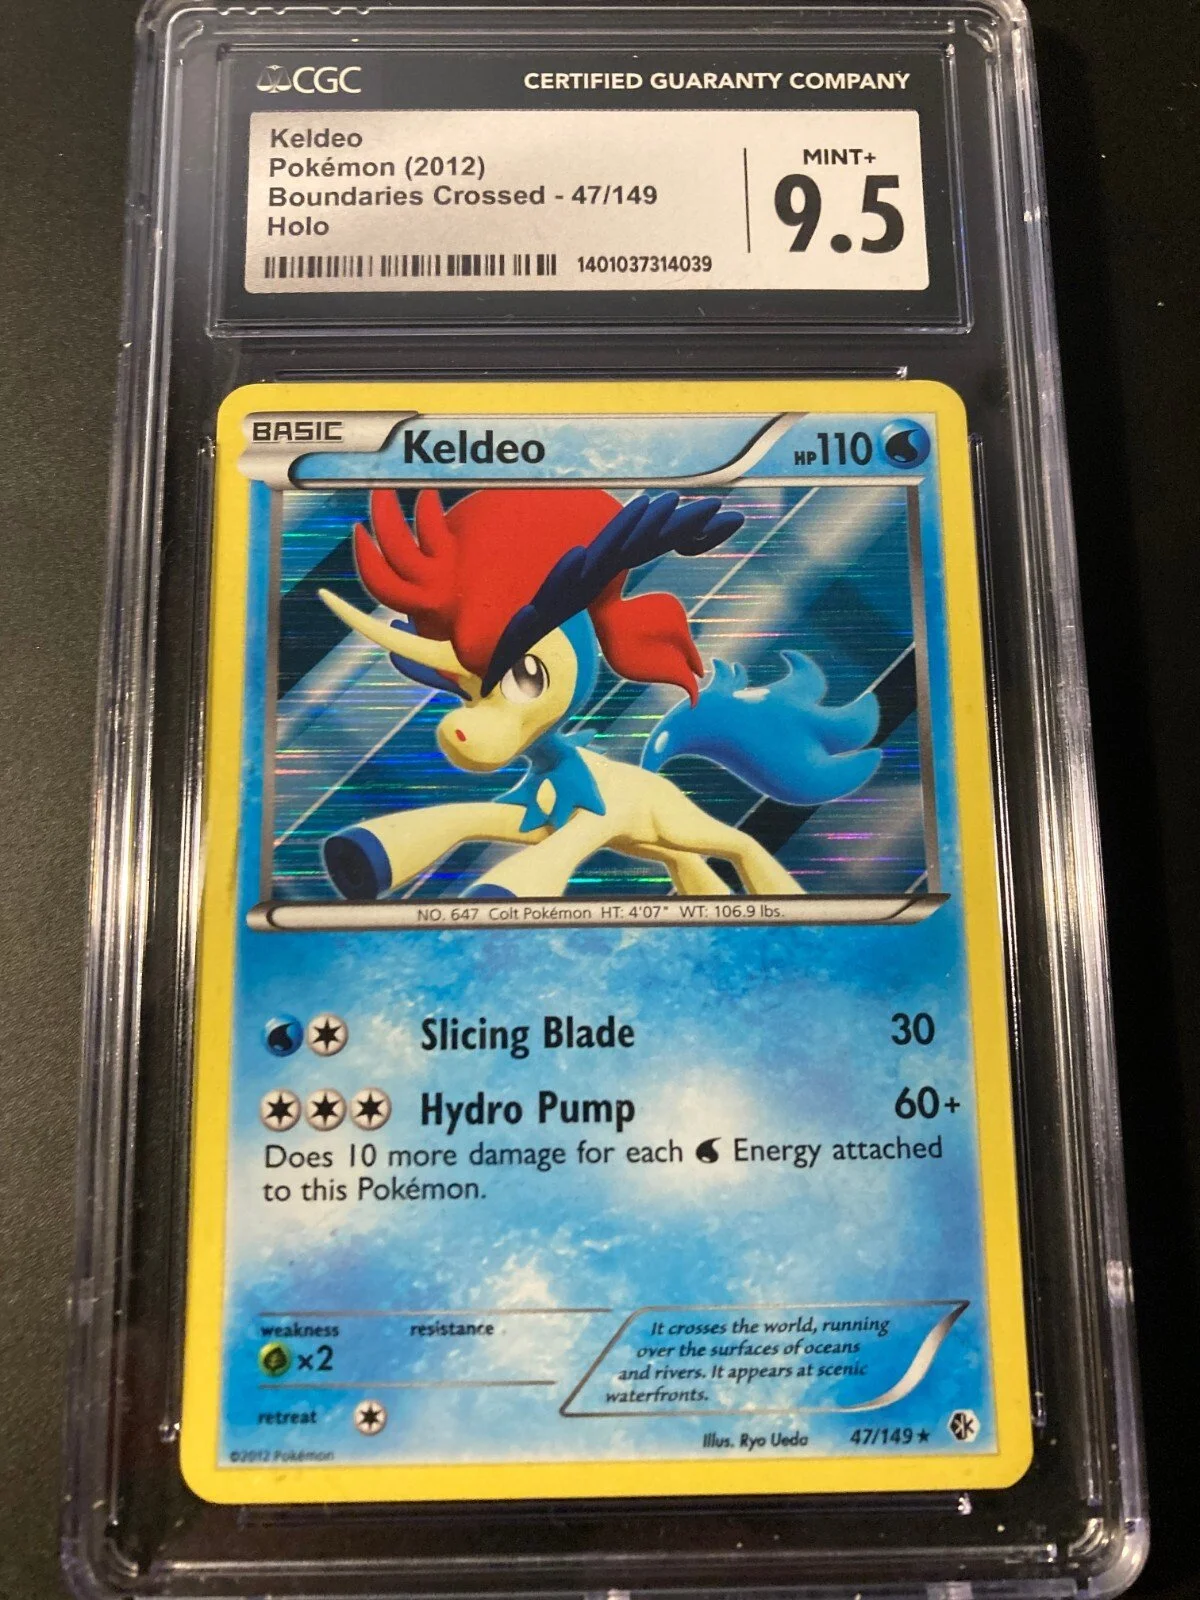 CGC CERTIFIED GUARANTY COMPANY
Keldeo
Pokémon (2012)
Boundaries Crossed - 47/149
Holo
1401037314039
MINT+
9.5
BASIC Keldeo HP110
NO. 647 Colt Pokémon HT: 4'07" WT: 106.9 lbs.
Slicing Blade 30
Hydro Pump 60+
Does 10 more damage for each Energy attached
to this Pokémon.
weakness resistance
×2
retreat
It crosses the world, running
over the surfaces of oceans
and rivers. It appears at scenic
waterfronts.
Illus. Ryo Ueda 47/149 ★
©2012 Pokémon